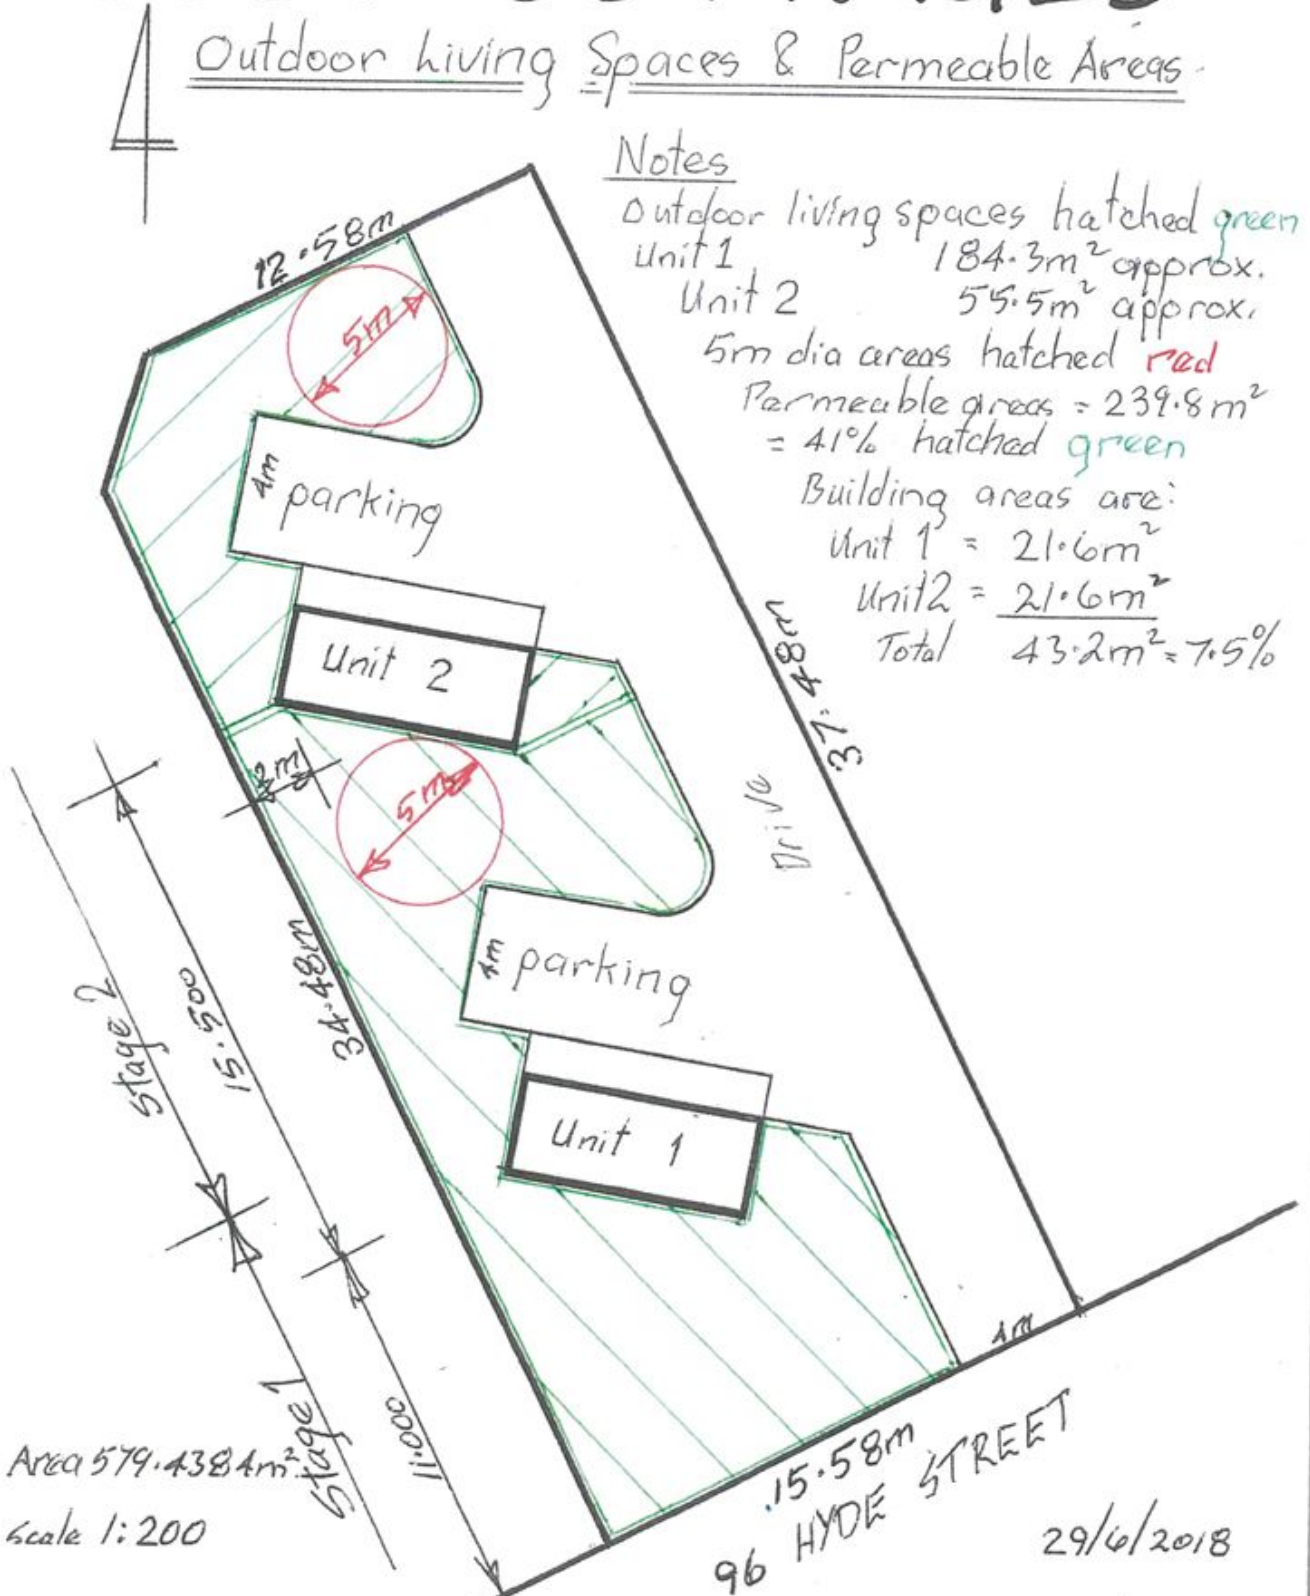 Outdoor Living Spaces & Permeable Areas.
Notes
Outdoor living spaces hatched green
Unit 1 184.3m² approx.
Unit 2 55.5m² approx.
5m dia areas hatched red
Permeable areas = 239.8m²
= 41% hatched green
Building areas are:
Unit 1 = 21.6m²
Unit 2 = 21.6m²
Total 43.2m² = 7.5%
12.58m
5m
4m
parking
Unit 2
37.48m
2m
5m
Drive
4m
parking
34.48m
Stage 2
15.500
Unit 1
4m
Stage 1
11.000
15.58m
96 HYDE STREET
Area 579.4384m²
Scale 1:200
29/6/2018